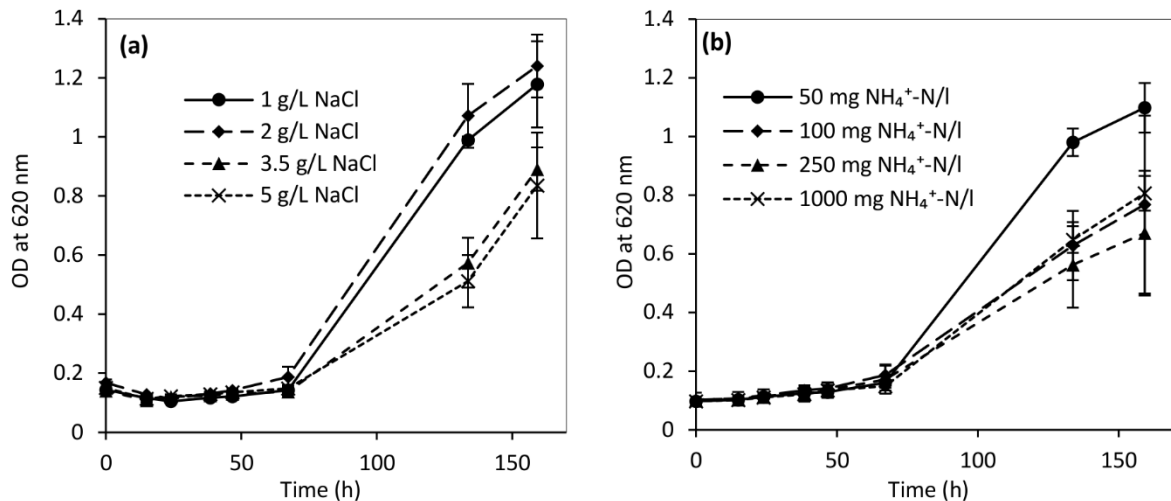 (a)
1.4
1.2
1
0.8
0.6
0.4
0.2
0
OD at 620 nm
1 g/L NaCl
2 g/L NaCl
3.5 g/L NaCl
5 g/L NaCl
0 50 100 150
Time (h)
(b)
1.4
1.2
1
0.8
0.6
0.4
0.2
0
OD at 620 nm
50 mg NH₄⁺-N/l
100 mg NH₄⁺-N/l
250 mg NH₄⁺-N/l
1000 mg NH₄⁺-N/l
0 50 100 150
Time (h)